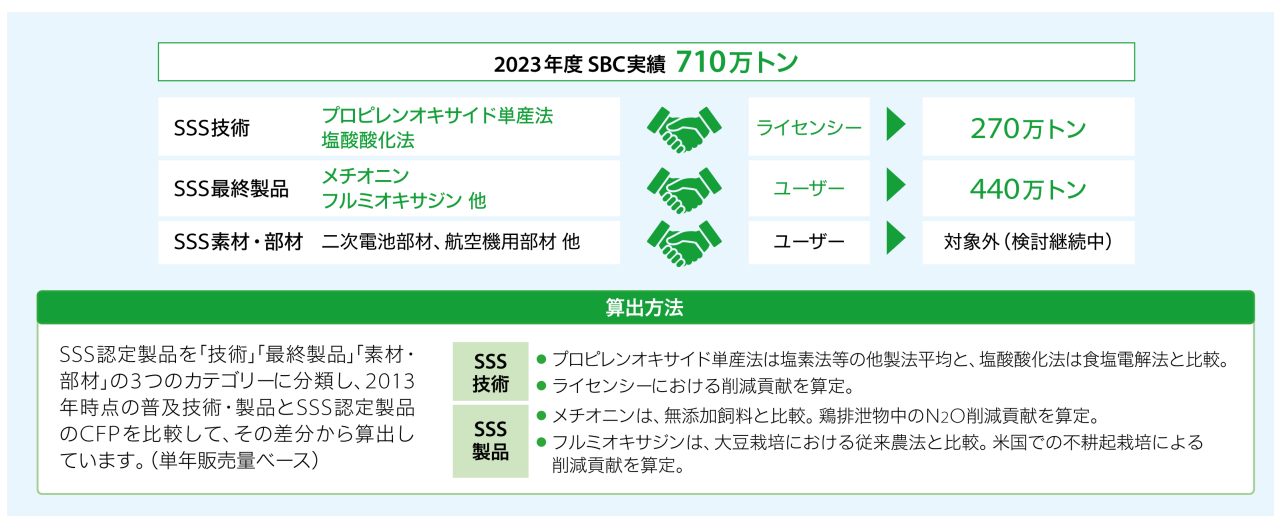 2023年度 SBC実績 710万トン
SSS技術
プロピレンオキサイド単産法
塩酸酸化法
ライセンシー
270万トン
SSS最終製品
メチオニン
フルミオキサジン 他
ユーザー
440万トン
SSS素材・部材
二次電池部材、航空機用部材 他
ユーザー
対象外（検討継続中）
算出方法
SSS認定製品を「技術」「最終製品」「素材・
部材」の3つのカテゴリーに分類し、2013
年時点の普及技術・製品とSSS認定製品
のCFPを比較して、その差分から算出し
ています。（単年販売量ベース）
SSS
技術
● プロピレンオキサイド単産法は塩素法等の他製法平均と、塩酸酸化法は食塩電解法と比較。
● ライセンシーにおける削減貢献を算定。
SSS
製品
● メチオニンは、無添加飼料と比較。鶏排泄物中のN2O削減貢献を算定。
● フルミオキサジンは、大豆栽培における従来農法と比較。米国での不耕起栽培による
削減貢献を算定。